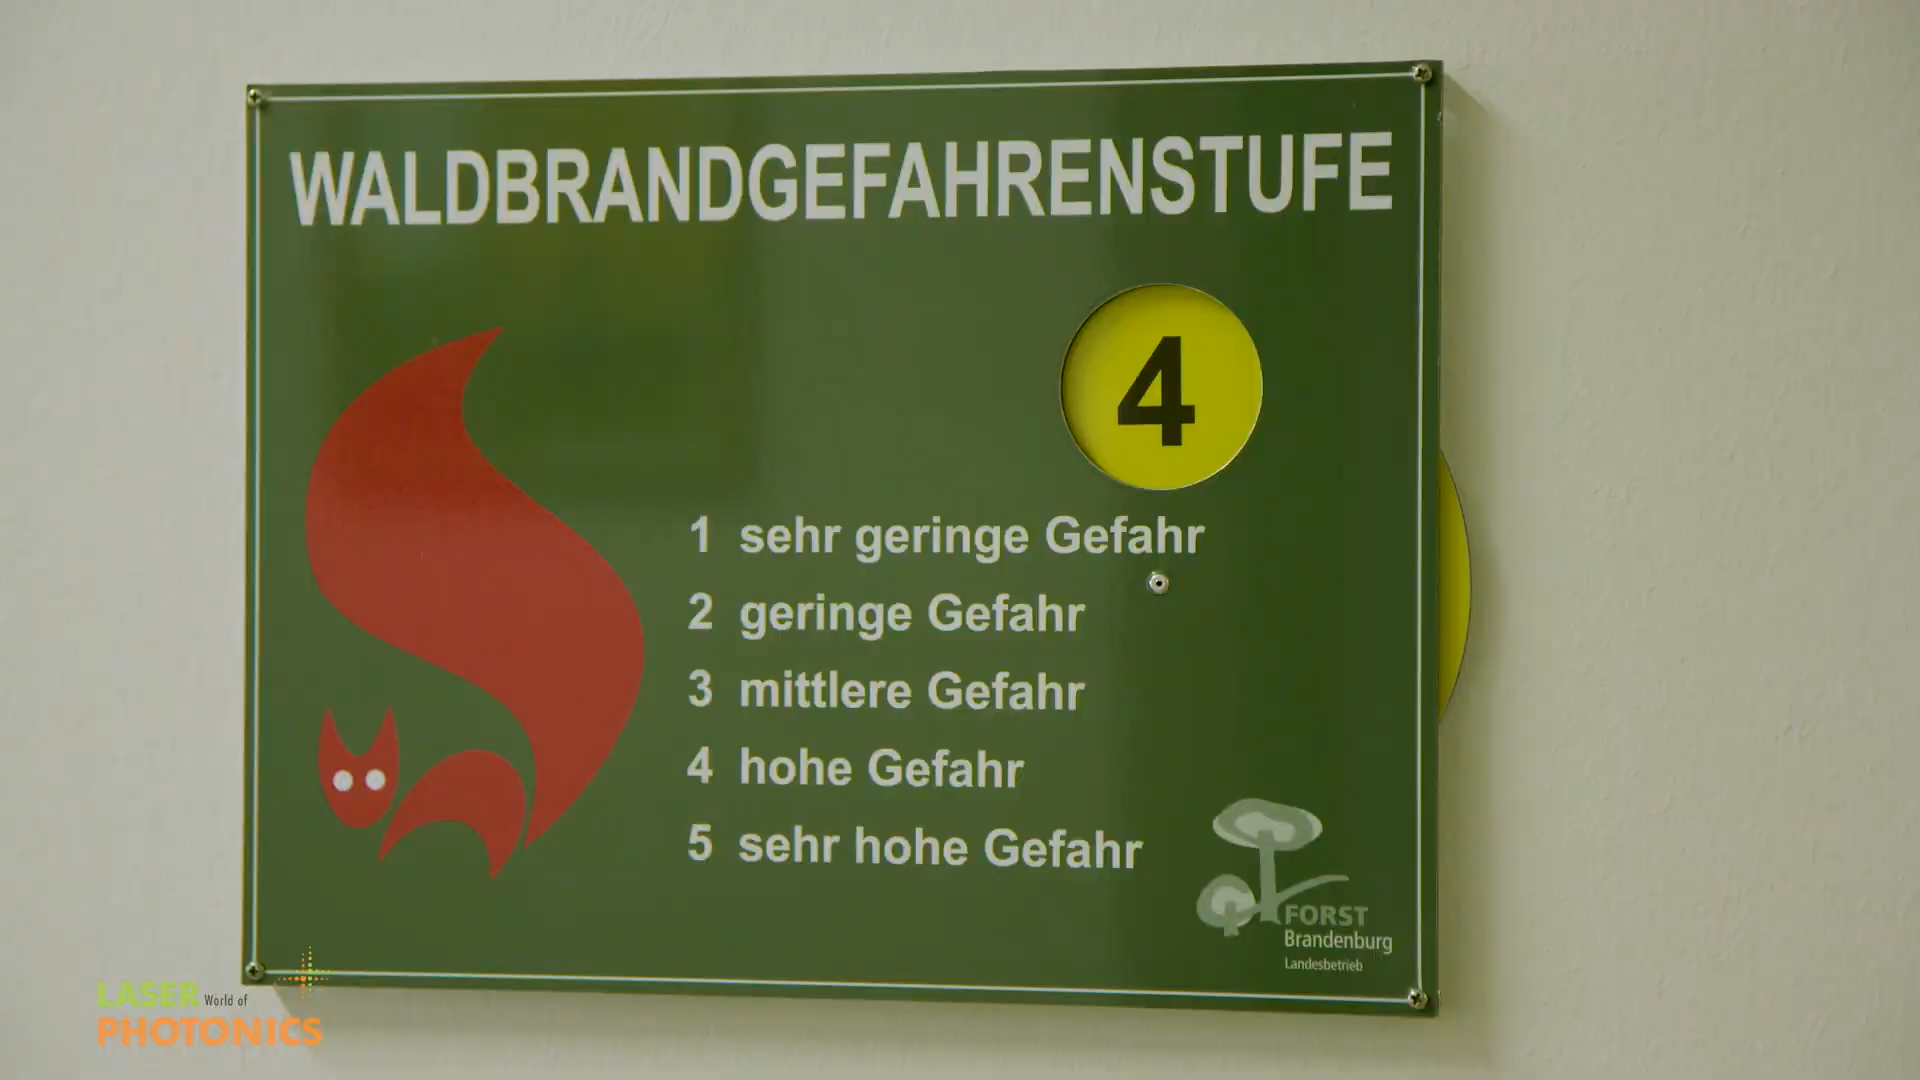 WALDBRANDGEFAHRENSTUFE
4
1 sehr geringe Gefahr
2 geringe Gefahr
3 mittlere Gefahr
4 hohe Gefahr
5 sehr hohe Gefahr
FORST
Brandenburg
Landesbetrieb
LASER World of
PHOTONICS